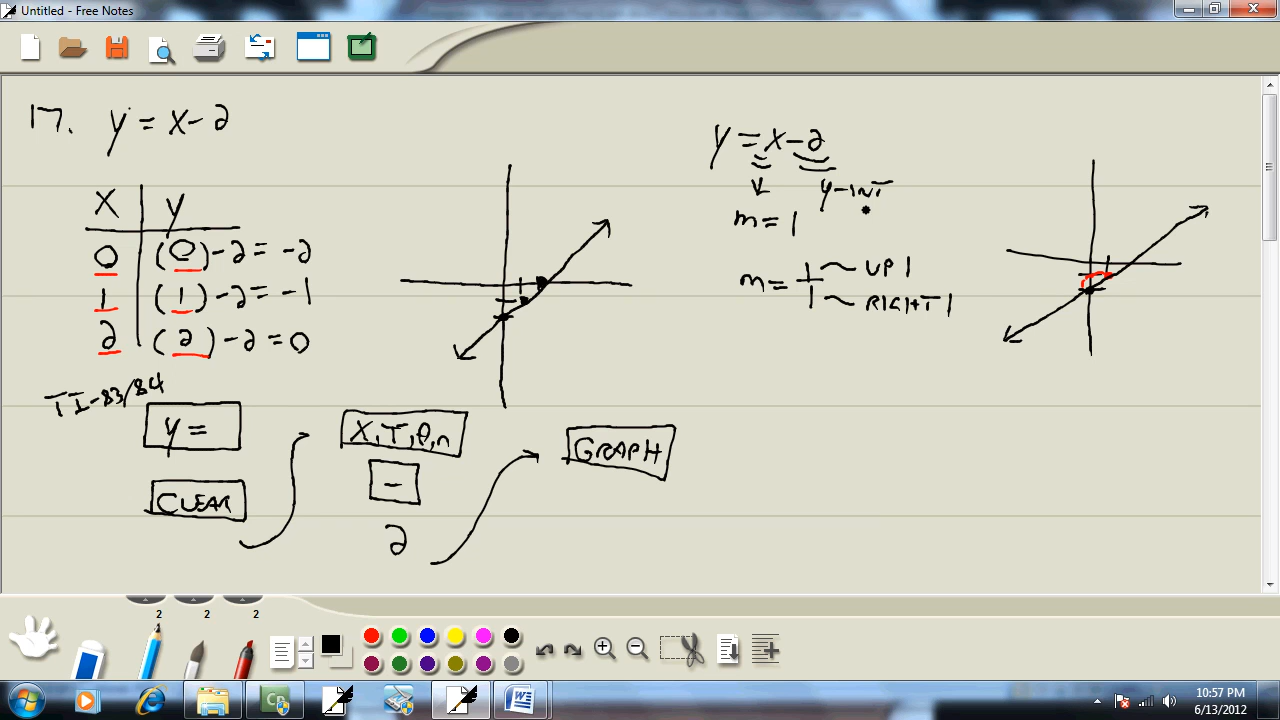 Untitled - Free Notes
17. y = x-2
x y
0 (0)-2 = -2
1 (1)-2 = -1
2 (2)-2 = 0
TI-83/84
y =
CLEAR
X,T,θ,n
-
2
GRAPH
y = x-2
y-INT
m = 1
m = 1/1
UP 1
RIGHT 1
2 2 2
10:57 PM
6/13/2012